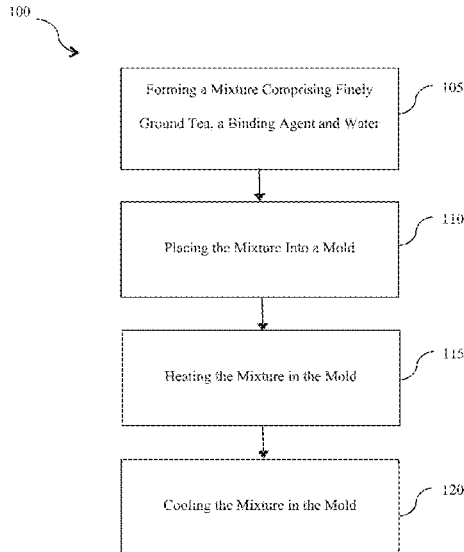 100
Forming a Mixture Comprising Finely
Ground Tea, a Binding Agent and Water
105
Placing the Mixture Into a Mold
110
Heating the Mixture in the Mold
115
Cooling the Mixture in the Mold
120